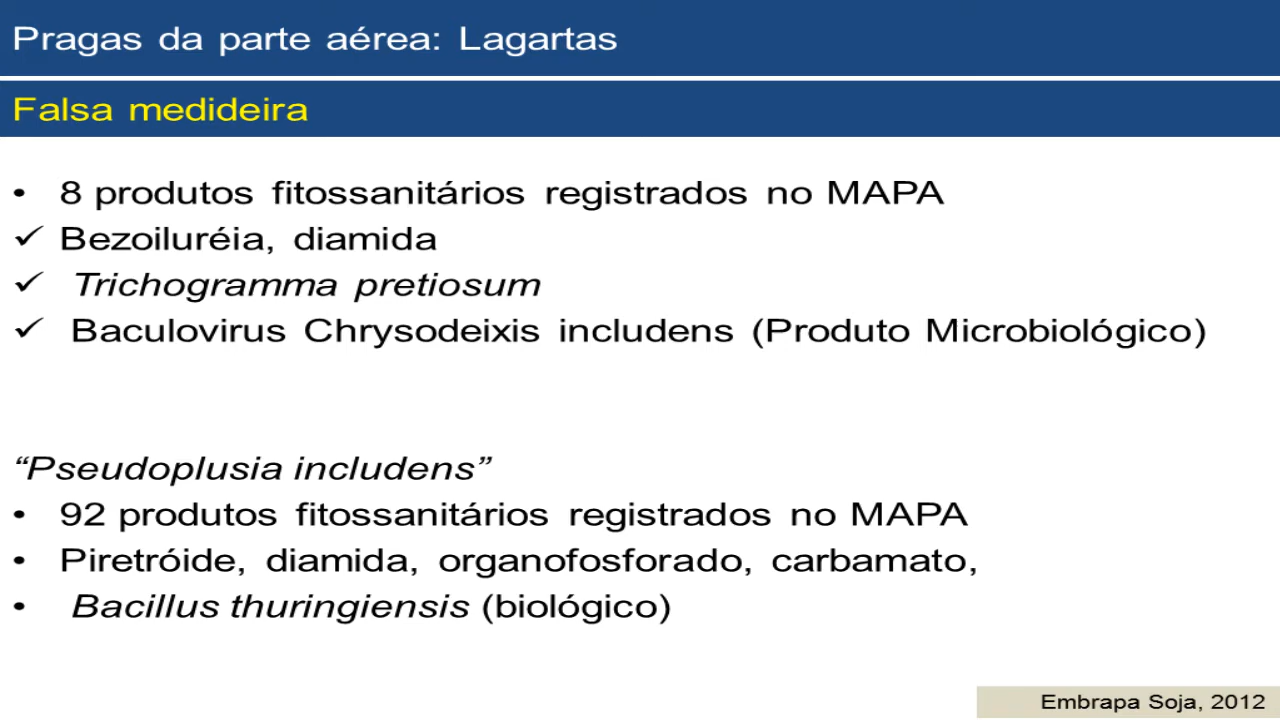 Pragas da parte aérea: Lagartas
Falsa medideira
• 8 produtos fitossanitários registrados no MAPA
✓ Bezoiluréia, diamida
✓ Trichogramma pretiosum
✓ Baculovirus Chrysodeixis includens (Produto Microbiológico)
“Pseudoplusia includens”
• 92 produtos fitossanitários registrados no MAPA
• Piretróide, diamida, organofosforado, carbamato,
• Bacillus thuringiensis (biológico)
Embrapa Soja, 2012